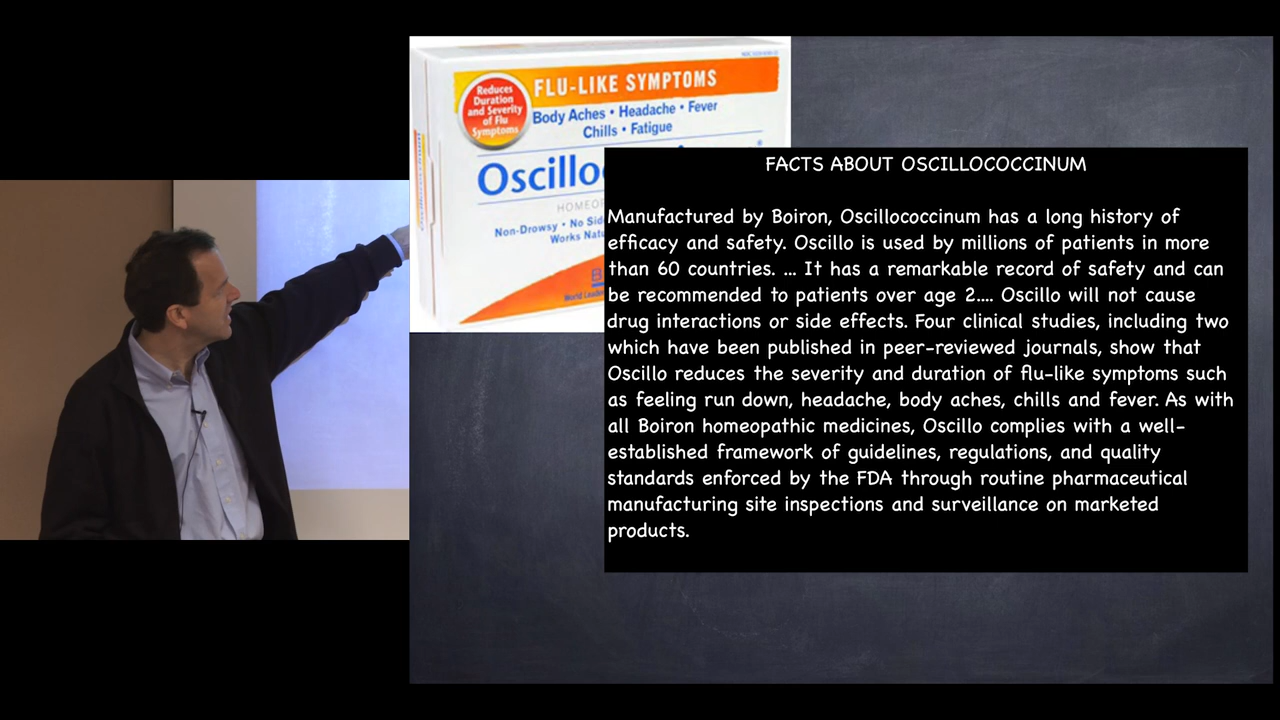 Reduces
Duration
and Severity
of Flu
Symptoms
FLU-LIKE SYMPTOMS
Body Aches • Headache • Fever
Chills • Fatigue
Oscillo
HOMEO
Non-Drowsy • No Sid
Works Natu
B
World Leade
FACTS ABOUT OSCILLOCOCCINUM
Manufactured by Boiron, Oscillococcinum has a long history of
efficacy and safety. Oscillo is used by millions of patients in more
than 60 countries. ... It has a remarkable record of safety and can
be recommended to patients over age 2.... Oscillo will not cause
drug interactions or side effects. Four clinical studies, including two
which have been published in peer-reviewed journals, show that
Oscillo reduces the severity and duration of flu-like symptoms such
as feeling run down, headache, body aches, chills and fever. As with
all Boiron homeopathic medicines, Oscillo complies with a well-
established framework of guidelines, regulations, and quality
standards enforced by the FDA through routine pharmaceutical
manufacturing site inspections and surveillance on marketed
products.